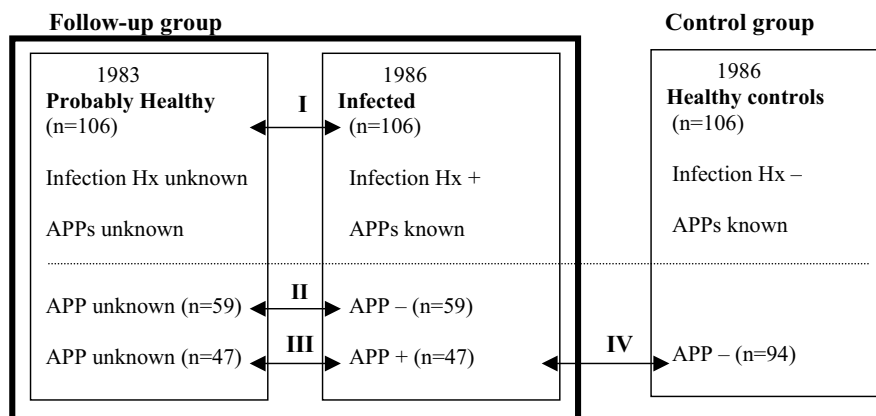 Follow-up group
Control group
1983
Probably Healthy
(n=106)
Infection Hx unknown
APPs unknown
APP unknown (n=59)
APP unknown (n=47)
I
II
III
1986
Infected
(n=106)
Infection Hx +
APPs known
APP – (n=59)
APP + (n=47)
IV
1986
Healthy controls
(n=106)
Infection Hx –
APPs known
APP – (n=94)